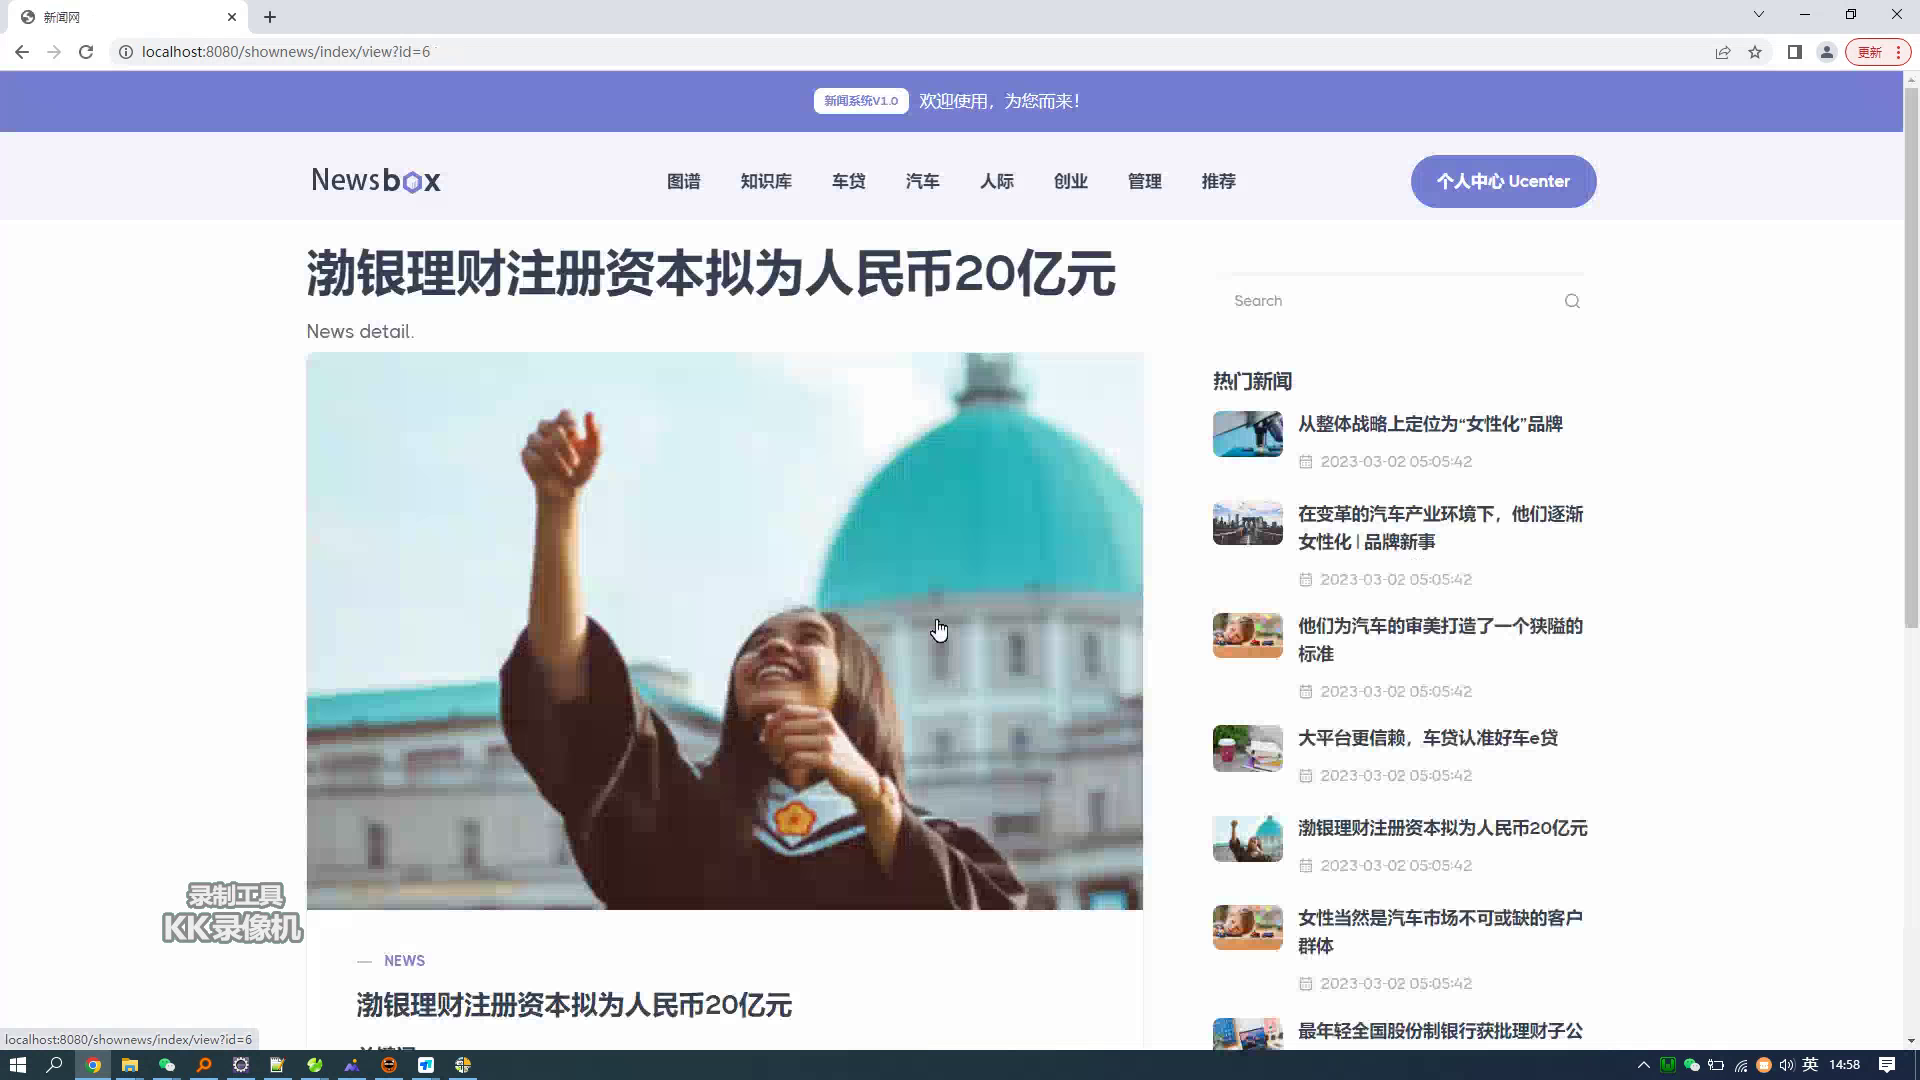 新闻网
localhost:8080/shownews/index/view?id=6
更新
新闻系统V1.0 欢迎使用，为您而来！
Newsbox
图谱 知识库 车贷 汽车 人际 创业 管理 推荐
个人中心 Ucenter
渤银理财注册资本拟为人民币20亿元
News detail.
Search
热门新闻
从整体战略上定位为“女性化”品牌
2023-03-02 05:05:42
在变革的汽车产业环境下，他们逐渐
女性化 | 品牌新事
2023-03-02 05:05:42
他们为汽车的审美打造了一个狭隘的
标准
2023-03-02 05:05:42
大平台更信赖，车贷认准好车e贷
2023-03-02 05:05:42
渤银理财注册资本拟为人民币20亿元
2023-03-02 05:05:42
女性当然是汽车市场不可或缺的客户
群体
2023-03-02 05:05:42
最年轻全国股份制银行获批理财子公
录制工具
KK录像机
NEWS
渤银理财注册资本拟为人民币20亿元
localhost:8080/shownews/index/view?id=6
英 14:58